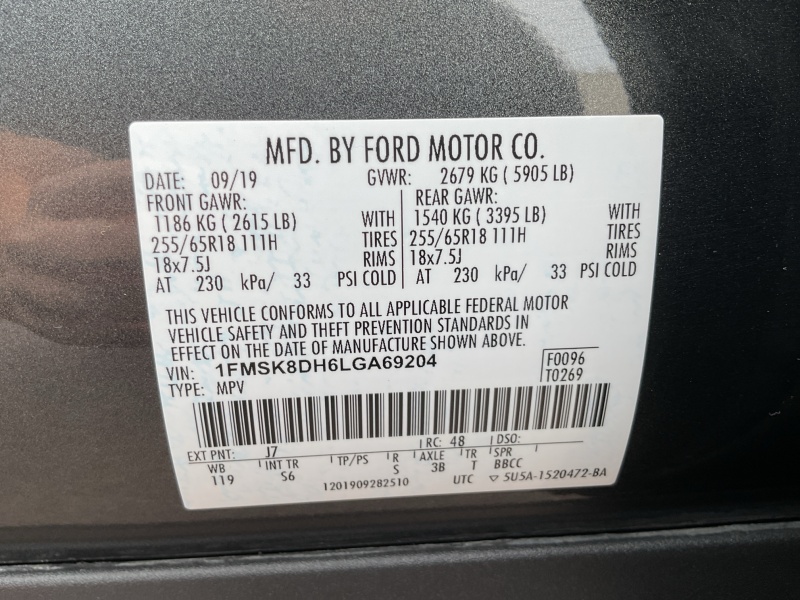 MFD. BY FORD MOTOR CO.
DATE: 09/19 GVWR: 2679 KG ( 5905 LB)
FRONT GAWR: REAR GAWR:
1186 KG ( 2615 LB) WITH 1540 KG ( 3395 LB) WITH
255/65R18 111H TIRES 255/65R18 111H TIRES
18x7.5J RIMS 18x7.5J RIMS
AT 230 kPa/ 33 PSI COLD AT 230 kPa/ 33 PSI COLD
THIS VEHICLE CONFORMS TO ALL APPLICABLE FEDERAL MOTOR
VEHICLE SAFETY AND THEFT PREVENTION STANDARDS IN
EFFECT ON THE DATE OF MANUFACTURE SHOWN ABOVE.
VIN: 1FMSK8DH6LGA69204 F0096
TYPE: MPV T0269
EXT PNT: J7 RC: 48 DSO:
WB INT TR TP/PS R AXLE TR SPR
119 S6 S 3B T BBCC
1201909282510 UTC ▽ 5U5A-1520472-BA